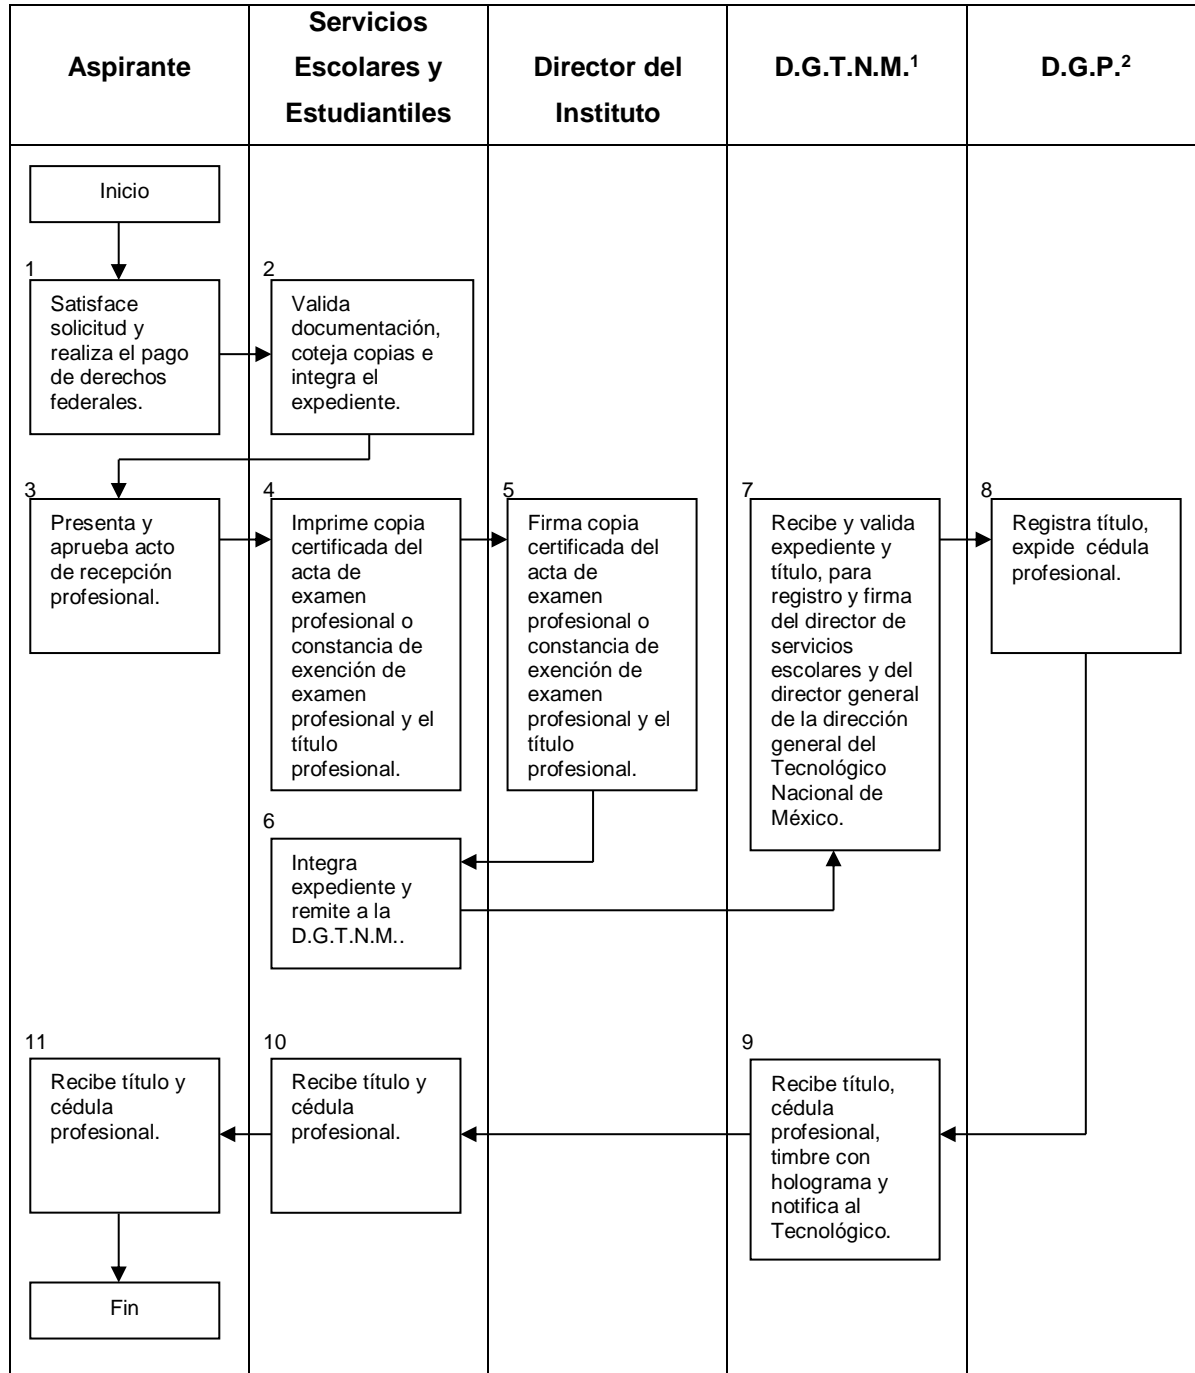 Aspirante
Servicios
Escolares y
Estudiantiles
Director del
Instituto
D.G.T.N.M.¹
D.G.P.²
Inicio
1
Satisface
solicitud y
realiza el pago
de derechos
federales.
2
Valida
documentación,
coteja copias e
integra el
expediente.
3
Presenta y
aprueba acto
de recepción
profesional.
4
Imprime copia
certificada del
acta de
examen
profesional o
constancia de
exención de
examen
profesional y el
título
profesional.
5
Firma copia
certificada del
acta de
examen
profesional o
constancia de
exención de
examen
profesional y el
título
profesional.
6
Integra
expediente y
remite a la
D.G.T.N.M..
7
Recibe y valida
expediente y
título, para
registro y firma
del director de
servicios
escolares y del
director general
de la dirección
general del
Tecnológico
Nacional de
México.
8
Registra título,
expide cédula
profesional.
9
Recibe título,
cédula
profesional,
timbre con
holograma y
notifica al
Tecnológico.
10
Recibe título y
cédula
profesional.
11
Recibe título y
cédula
profesional.
Fin